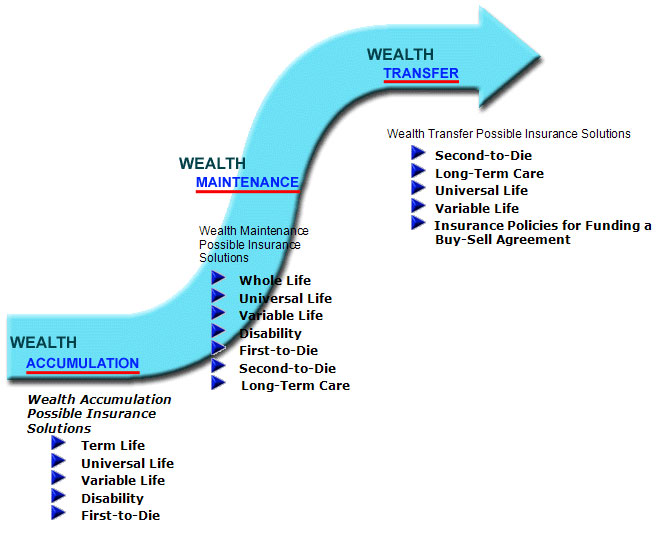 WEALTH
TRANSFER
Wealth Transfer Possible Insurance Solutions
Second-to-Die
Long-Term Care
Universal Life
Variable Life
Insurance Policies for Funding a
Buy-Sell Agreement
WEALTH
MAINTENANCE
Wealth Maintenance
Possible Insurance
Solutions
Whole Life
Universal Life
Variable Life
Disability
First-to-Die
Second-to-Die
Long-Term Care
WEALTH
ACCUMULATION
Wealth Accumulation
Possible Insurance
Solutions
Term Life
Universal Life
Variable Life
Disability
First-to-Die